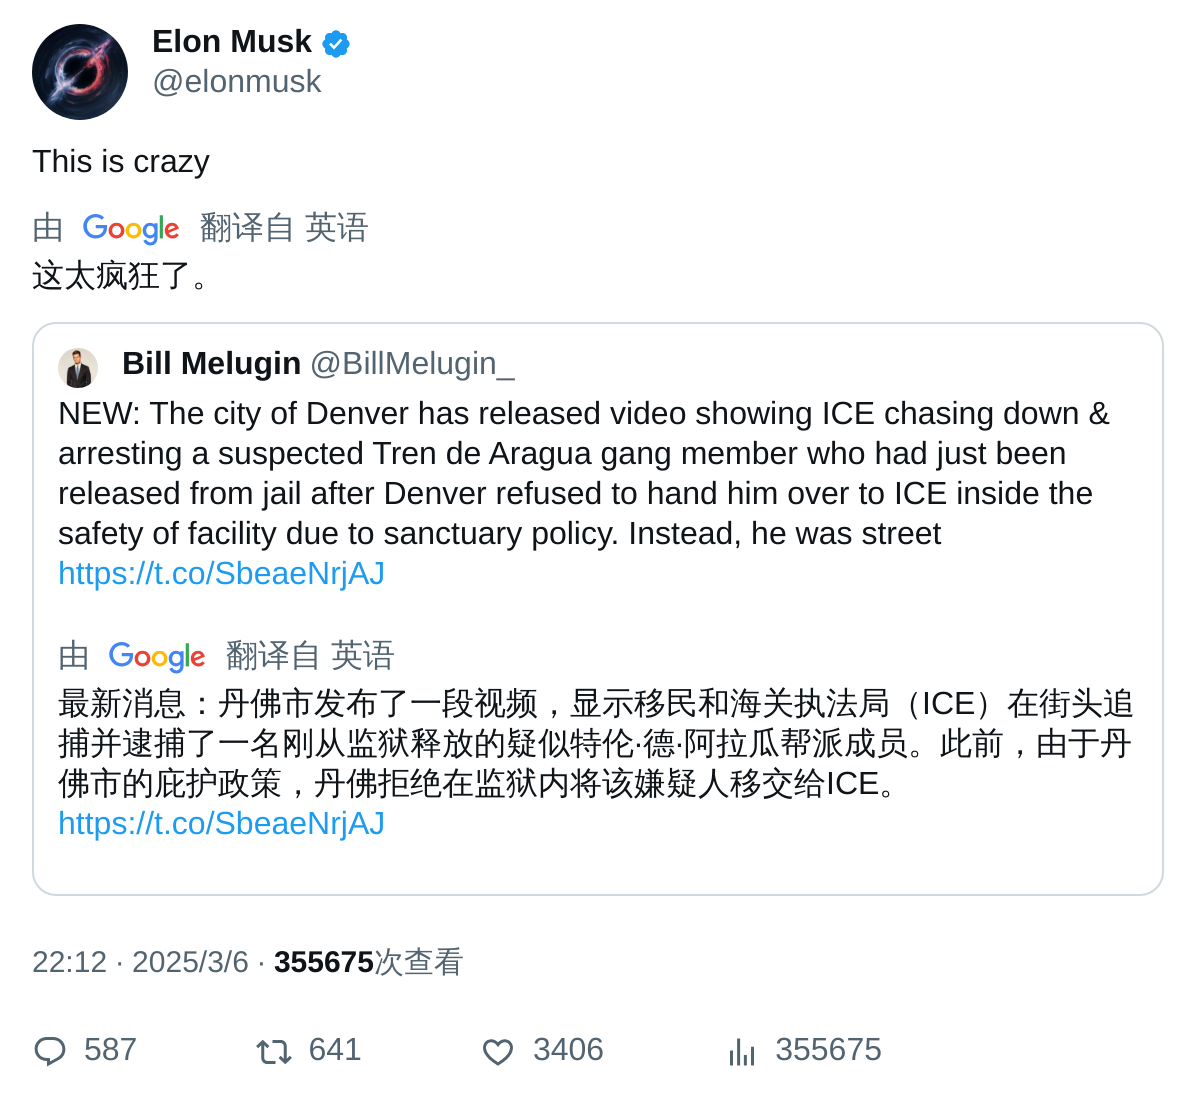 Elon Musk
@elonmusk
This is crazy
由 Google 翻译自 英语
这太疯狂了。
Bill Melugin @BillMelugin_
NEW: The city of Denver has released video showing ICE chasing down &
arresting a suspected Tren de Aragua gang member who had just been
released from jail after Denver refused to hand him over to ICE inside the
safety of facility due to sanctuary policy. Instead, he was street
https://t.co/SbeaeNrjAJ
由 Google 翻译自 英语
最新消息：丹佛市发布了一段视频，显示移民和海关执法局（ICE）在街头追
捕并逮捕了一名刚从监狱释放的疑似特伦·德·阿拉瓜帮派成员。此前，由于丹
佛市的庇护政策，丹佛拒绝在监狱内将该嫌疑人移交给ICE。
https://t.co/SbeaeNrjAJ
22:12 · 2025/3/6 · 355675次查看
587 641 3406 355675